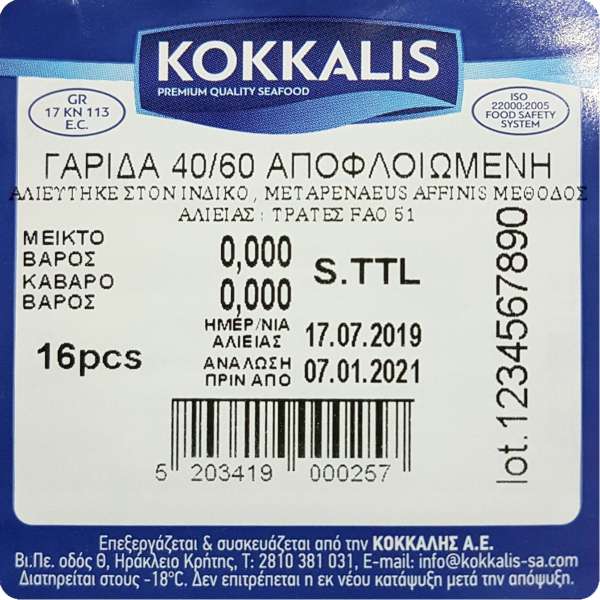 KOKKALIS
PREMIUM QUALITY SEAFOOD
GR
17 KN 113
E.C.
ISO
22000:2005
FOOD SAFETY
SYSTEM
ΓΑΡΙΔΑ 40/60 ΑΠΟΦΛΟΙΩΜΕΝΗ
ΑΛΙΕΥΤΗΚΕ ΣΤΟΝ ΙΝΔΙΚΟ, METAPENAEUS AFFINIS ΜΕΘΟΔΟΣ
ΑΛΙΕΙΑΣ : ΤΡΑΤΕΣ FAO 51
ΜΕΙΚΤΟ
ΒΑΡΟΣ 0,000
ΚΑΒΑΡΟ
ΒΑΡΟΣ 0,000
S.TTL
ΗΜΕΡ/ΝΙΑ
ΑΛΙΕΙΑΣ 17.07.2019
16pcs
ΑΝΑΛΩΣΗ
ΠΡΙΝ ΑΠΟ 07.01.2021
lot.1234567890
5 203419 000257
Επεξεργάζεται & συσκευάζεται από την ΚΟΚΚΑΛΗΣ Α.Ε.
Βι.Πε. οδός Θ, Ηράκλειο Κρήτης, Τ: 2810 381 031, E-mail: info@kokkalis-sa.com
Διατηρείται στους -18°C. Δεν επιτρέπεται η εκ νέου κατάψυξη μετά την απόψυξη.